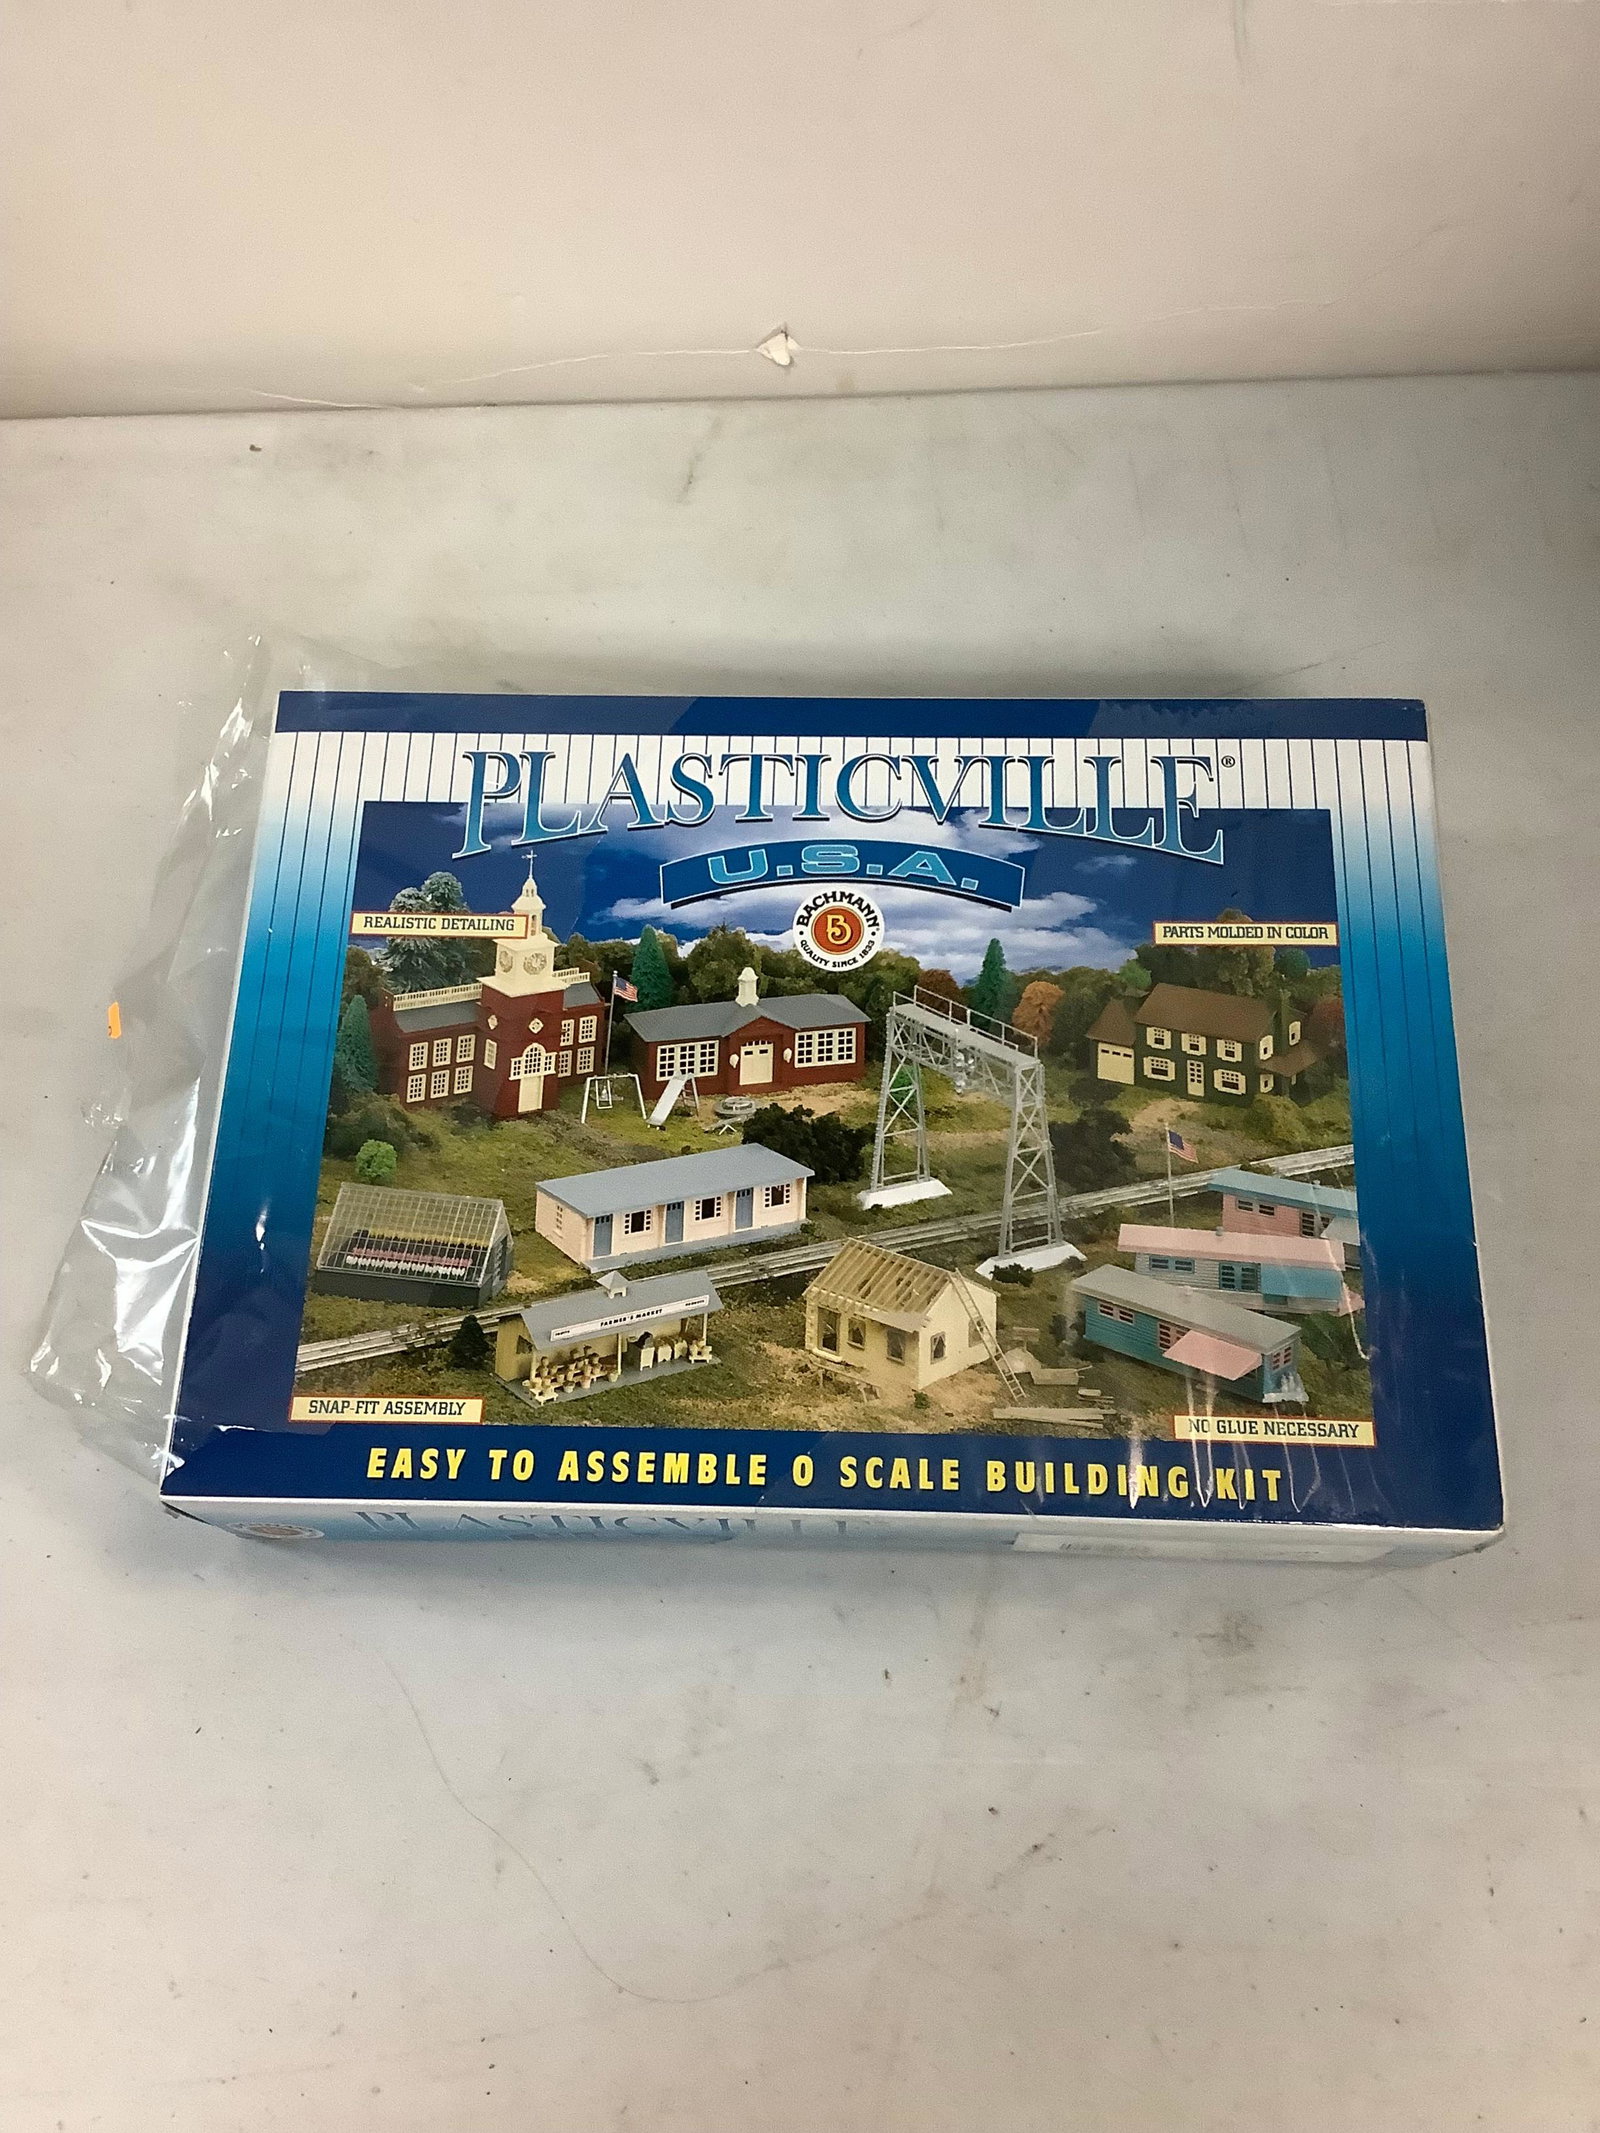 PLASTICVILLE®
U.S.A.
BACHMANN
B
QUALITY SINCE 1833
REALISTIC DETAILING
PARTS MOLDED IN COLOR
FARMER'S MARKET
SNAP-FIT ASSEMBLY
NO GLUE NECESSARY
EASY TO ASSEMBLE O SCALE BUILDING KIT
PLASTICVILLE